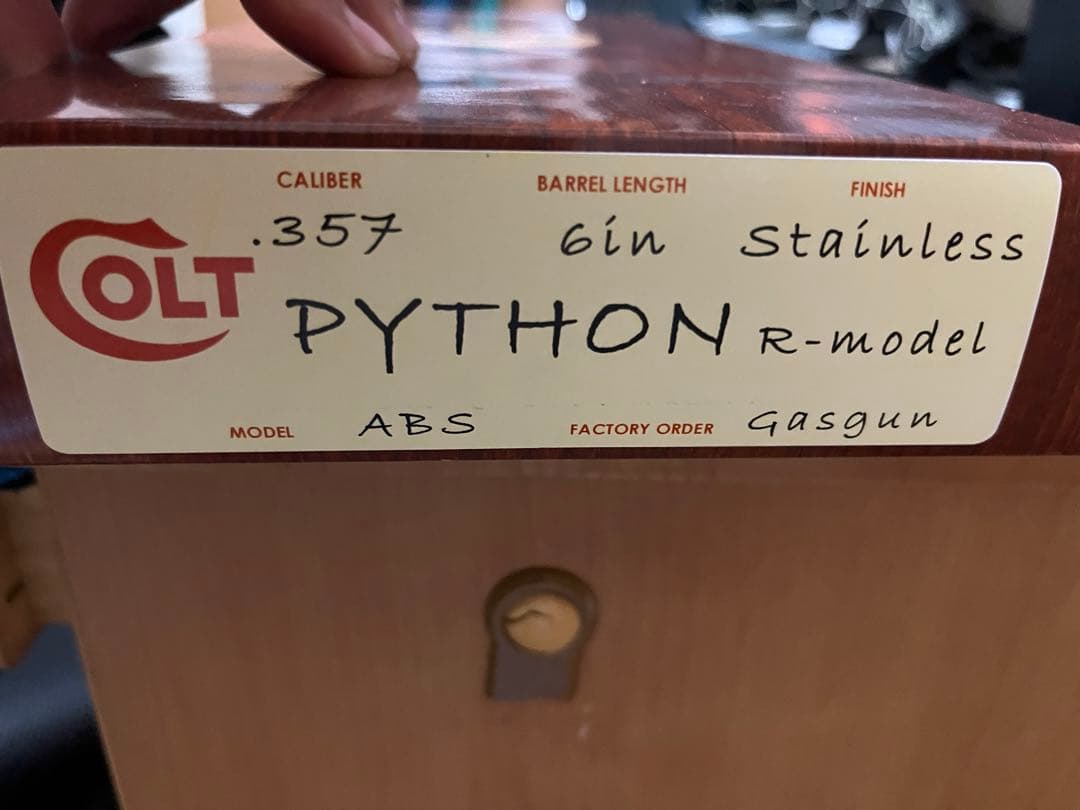 CALIBER BARREL LENGTH FINISH
.357 6in Stainless
COLT
PYTHON R-model
MODEL ABS FACTORY ORDER Gasgun